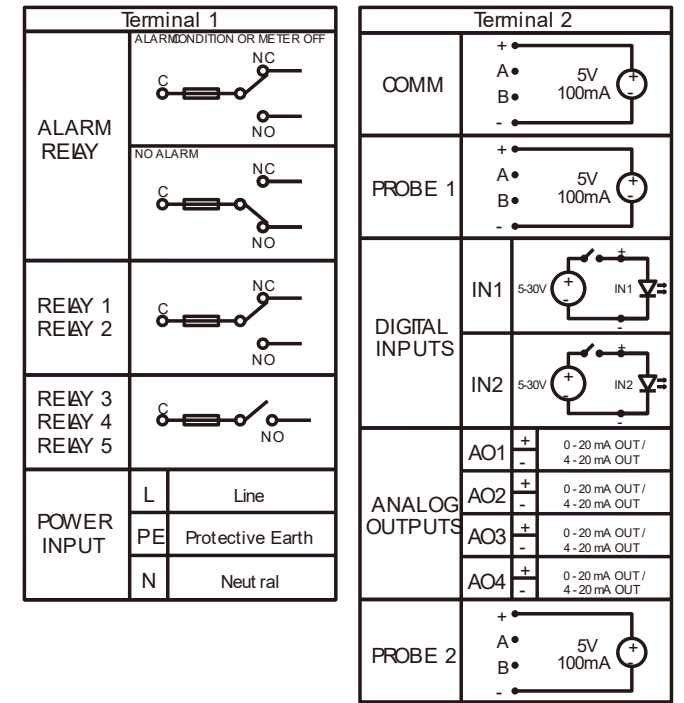 Terminal 1
ALARM CONDITION OR METER OFF
NC
C
NO
ALARM
RELAY
NO ALARM
NC
C
NO
RELAY 1
RELAY 2
NC
C
NO
RELAY 3
RELAY 4
RELAY 5
C
NO
POWER
INPUT
L Line
PE Protective Earth
N Neutral
Terminal 2
COMM
+
A
B
-
5V
100mA
+
-
PROBE 1
+
A
B
-
5V
100mA
+
-
DIGITAL
INPUTS
IN1
5-30V
+
-
+
IN1
-
IN2
5-30V
+
-
+
IN2
-
ANALOG
OUTPUTS
AO1
+
-
0-20 mA OUT/
4-20 mA OUT
AO2
+
-
0-20 mA OUT/
4-20 mA OUT
AO3
+
-
0-20 mA OUT/
4-20 mA OUT
AO4
+
-
0-20 mA OUT/
4-20 mA OUT
PROBE 2
+
A
B
-
5V
100mA
+
-